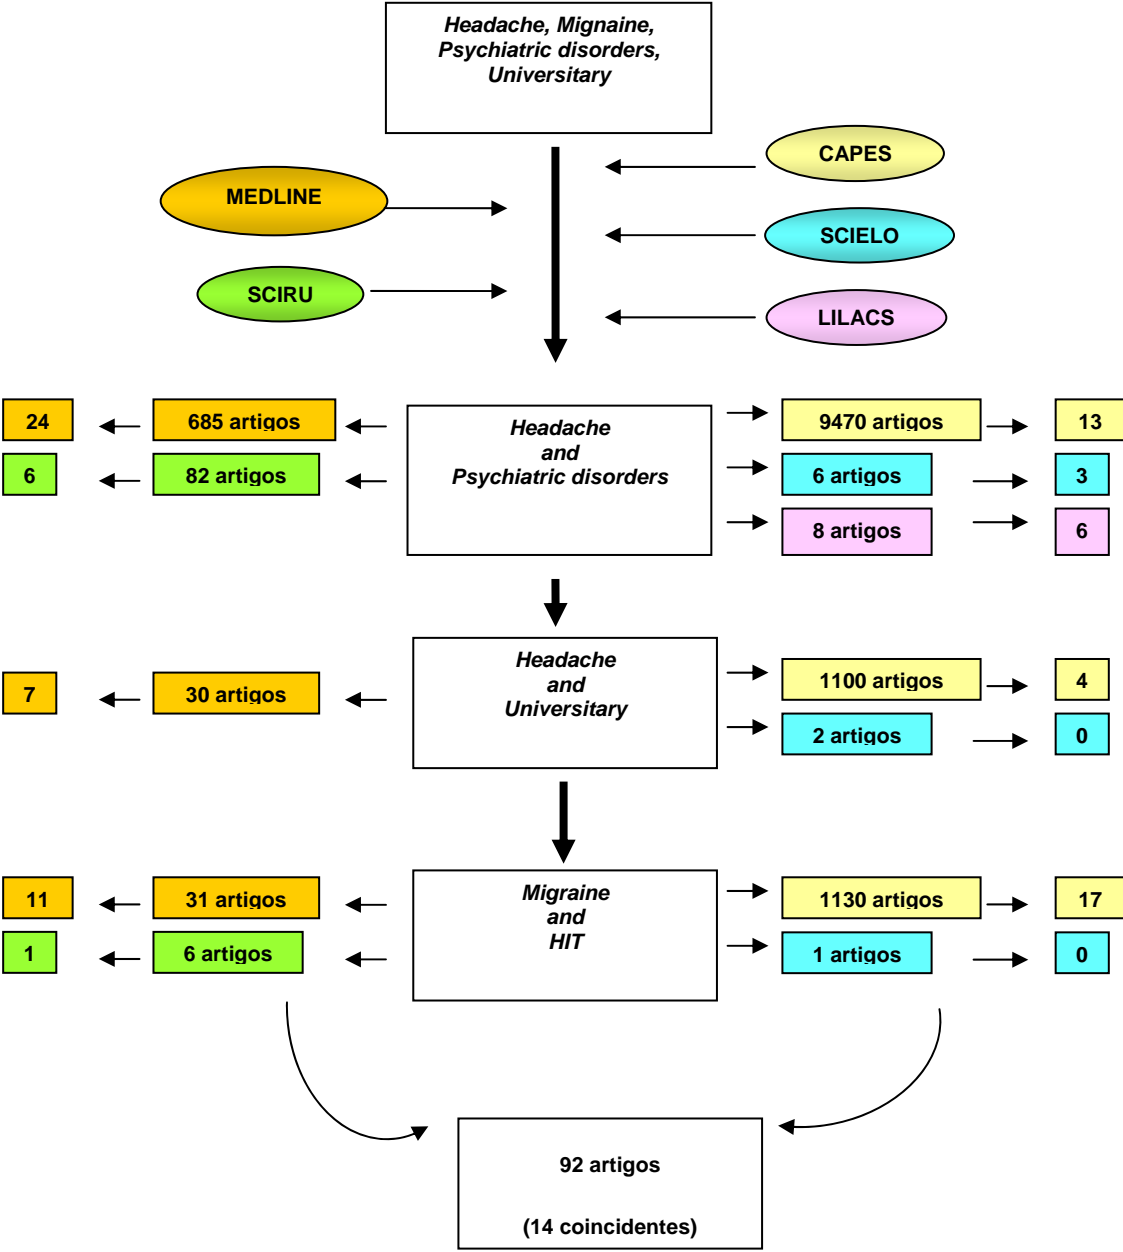 Headache, Mignaine,
Psychiatric disorders,
Universitary
CAPES
MEDLINE
SCIELO
SCIRU
LILACS
24
685 artigos
Headache
and
Psychiatric disorders
9470 artigos
13
6
82 artigos
6 artigos
3
8 artigos
6
7
30 artigos
Headache
and
Universitary
1100 artigos
4
2 artigos
0
11
31 artigos
Migraine
and
HIT
1130 artigos
17
1
6 artigos
1 artigos
0
92 artigos
(14 coincidentes)